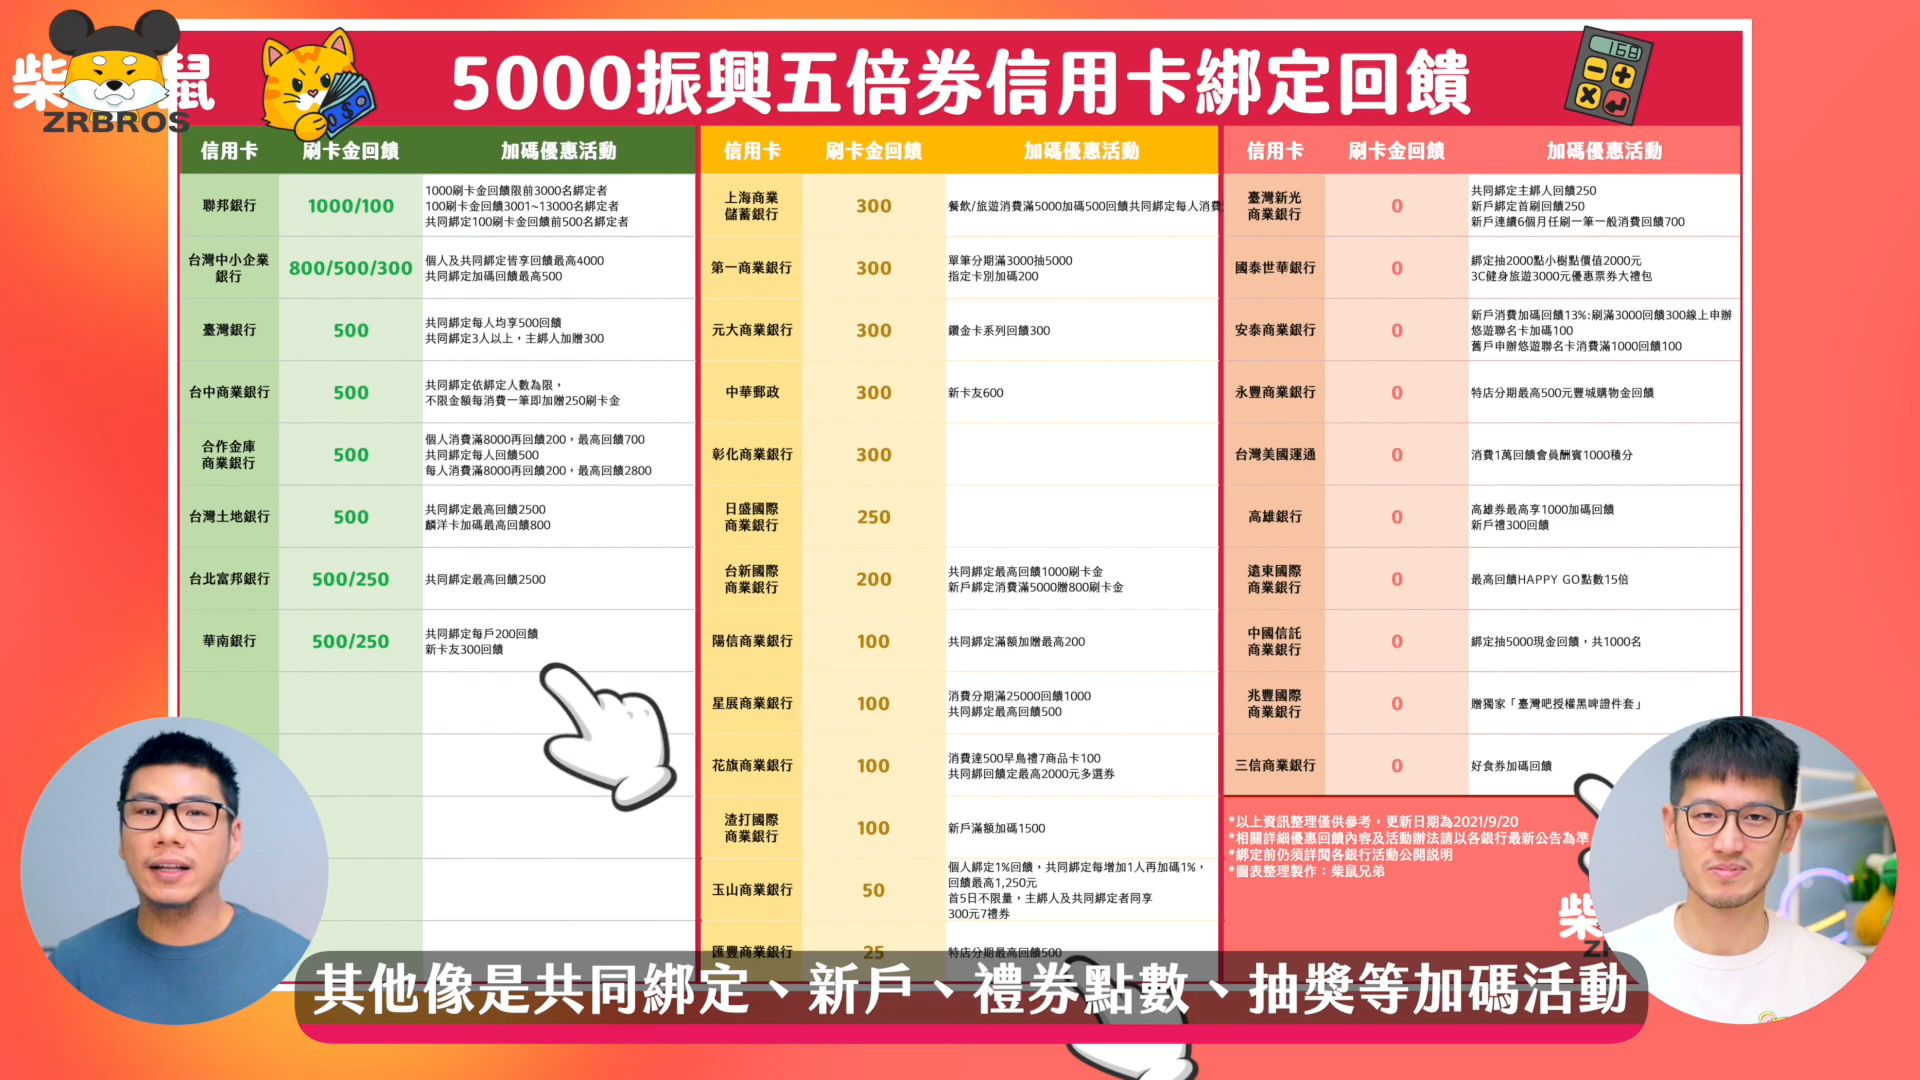 柴鼠
ZRBROS
5000振興五倍券信用卡綁定回饋
168
信用卡 刷卡金回饋 加碼優惠活動
聯邦銀行 1000/100
1000刷卡金回饋限前3000名綁定者
100刷卡金回饋3001~13000名綁定者
共同綁定100刷卡金回饋前500名綁定者
台灣中小企業
銀行
800/500/300
個人及共同綁定皆享回饋最高4000
共同綁定加碼回饋最高500
臺灣銀行 500
共同綁定每人均享500回饋
共同綁定3人以上，主綁人加贈300
台中商業銀行 500
共同綁定依綁定人數為限，
不限金額每消費一筆即加贈250刷卡金
合作金庫
商業銀行
500
個人消費滿8000再回饋200，最高回饋700
共同綁定每人回饋500
每人消費滿8000再回饋200，最高回饋2800
台灣土地銀行 500
共同綁定最高回饋2500
麟洋卡加碼最高回饋800
台北富邦銀行 500/250 共同綁定最高回饋2500
華南銀行 500/250
共同綁定每戶200回饋
新卡友300回饋
信用卡 刷卡金回饋 加碼優惠活動
上海商業
儲蓄銀行
300
餐飲/旅遊消費滿5000加碼500回饋共同綁定每人消費
第一商業銀行 300
單筆分期滿3000抽5000
指定卡別加碼200
元大商業銀行 300 鑽金卡系列回饋300
中華郵政 300 新卡友600
彰化商業銀行 300
日盛國際
商業銀行
250
台新國際
商業銀行
200
共同綁定最高回饋1000刷卡金
新戶綁定消費滿5000贈800刷卡金
陽信商業銀行 100 共同綁定滿額加贈最高200
星展商業銀行 100
消費分期滿25000回饋1000
共同綁定最高回饋500
花旗商業銀行 100
消費達500早鳥禮7商品卡100
共同綁回饋定最高2000元多選券
渣打國際
商業銀行
100
新戶滿額加碼1500
玉山商業銀行 50
個人綁定1%回饋，共同綁定每增加1人再加碼1%，
回饋最高1,250元
首5日不限量，主綁人及共同綁定者同享
300元7禮券
匯豐商業銀行 25 特店分期最高回饋500
信用卡 刷卡金回饋 加碼優惠活動
臺灣新光
商業銀行
0
共同綁定主綁人回饋250
新戶綁定首刷回饋250
新戶連續6個月任刷一筆一般消費回饋700
國泰世華銀行 0
綁定抽2000點小樹點價值2000元
3C健身旅遊3000元優惠票券大禮包
安泰商業銀行 0
新戶消費加碼回饋13%:刷滿3000回饋300線上申辦
悠遊聯名卡加碼100
舊戶申辦悠遊聯名卡消費滿1000回饋100
永豐商業銀行 0 特店分期最高500元豐城購物金回饋
台灣美國運通 0 消費1萬回饋會員酬賓1000積分
高雄銀行 0
高雄券最高享1000加碼回饋
新戶禮300回饋
遠東國際
商業銀行
0
最高回饋HAPPY GO點數15倍
中國信託
商業銀行
0
綁定抽5000現金回饋，共1000名
兆豐國際
商業銀行
0
贈獨家「臺灣吧授權黑啤證件套」
三信商業銀行 0 好食券加碼回饋
*以上資訊整理僅供參考，更新日期為2021/9/20
*相關詳細優惠回饋內容及活動辦法請以各銀行最新公告為準
*綁定前仍須詳閱各銀行活動公開說明
*圖表整理製作：柴鼠兄弟
柴
ZR
其他像是共同綁定、新戶、禮券點數、抽獎等加碼活動